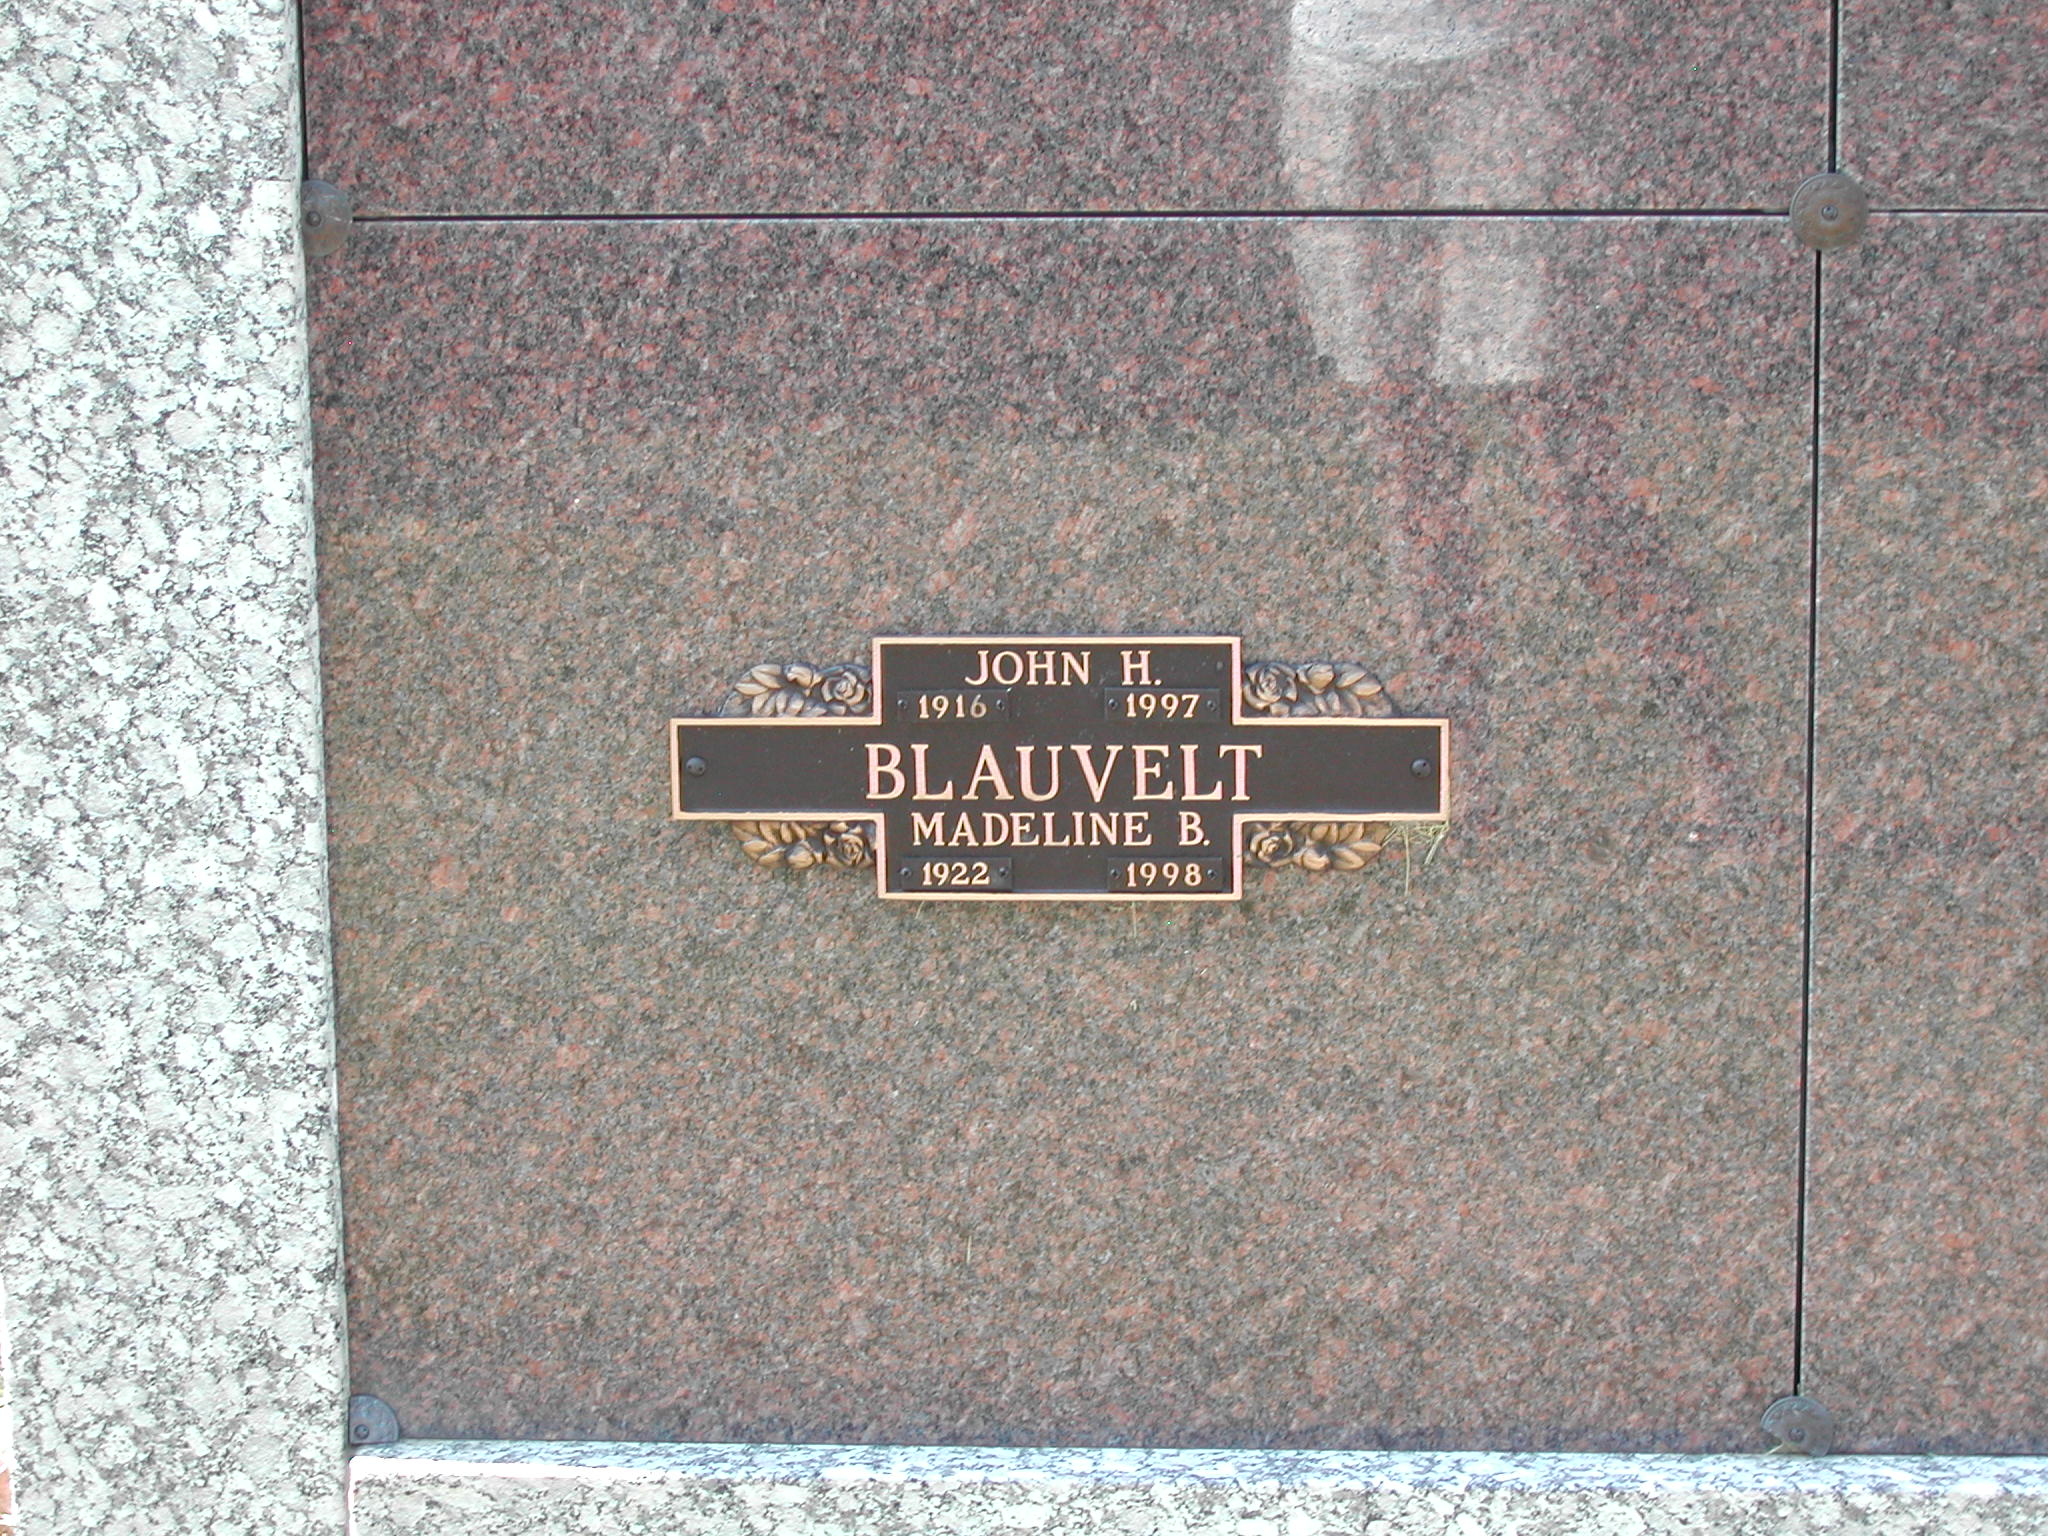 JOHN H.
1916 1997
BLAUVELT
MADELINE B.
1922 1998